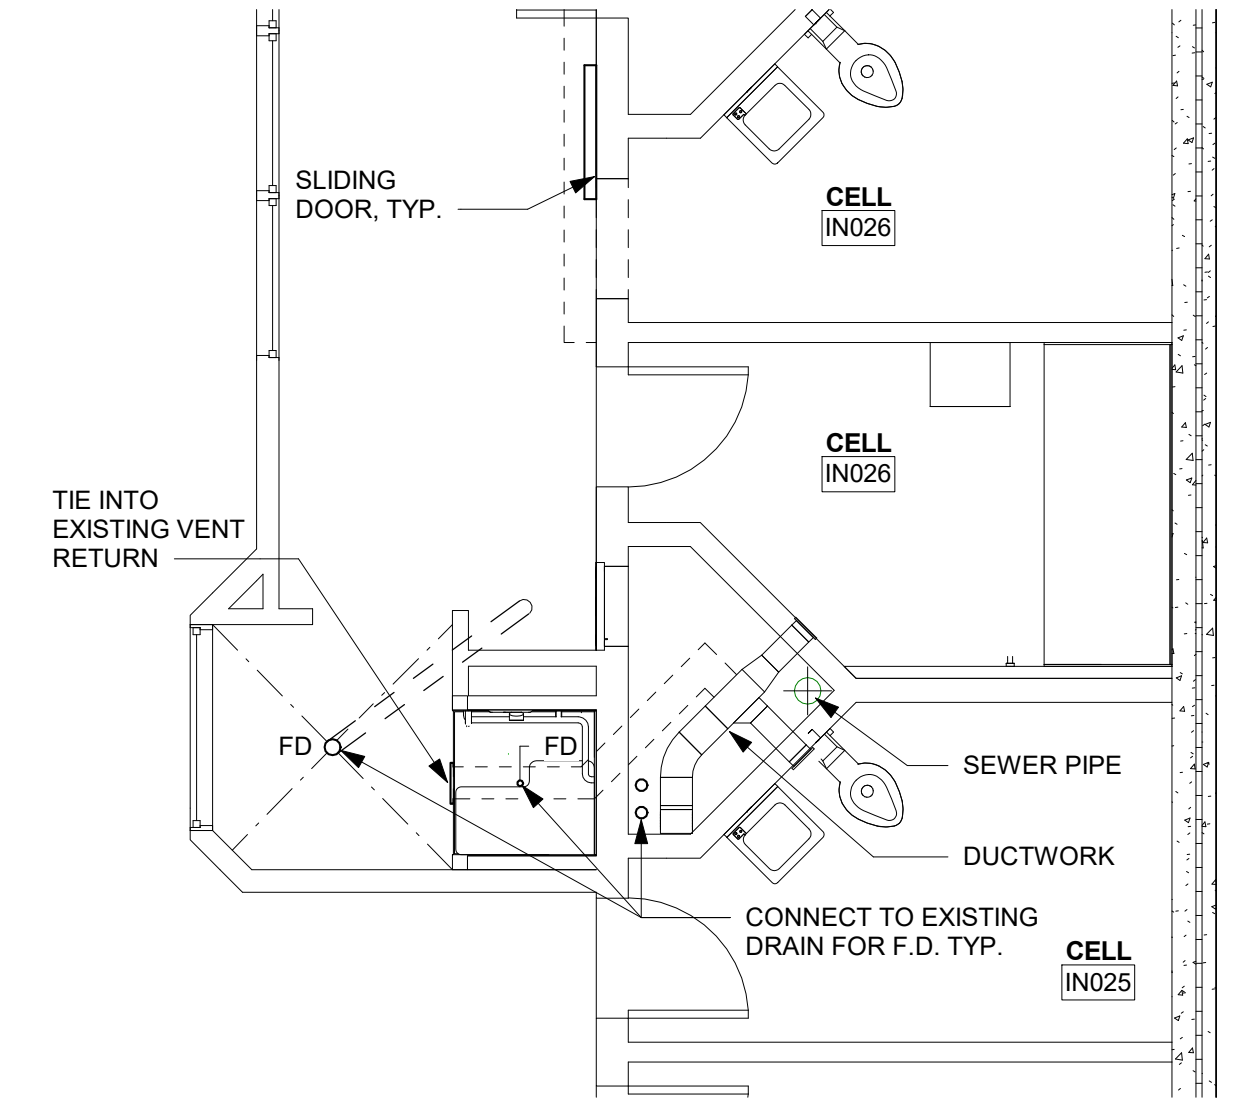 SLIDING
DOOR, TYP.
CELL
IN026
CELL
IN026
TIE INTO
EXISTING VENT
RETURN
FD
FD
SEWER PIPE
DUCTWORK
CONNECT TO EXISTING
DRAIN FOR F.D. TYP.
CELL
IN025